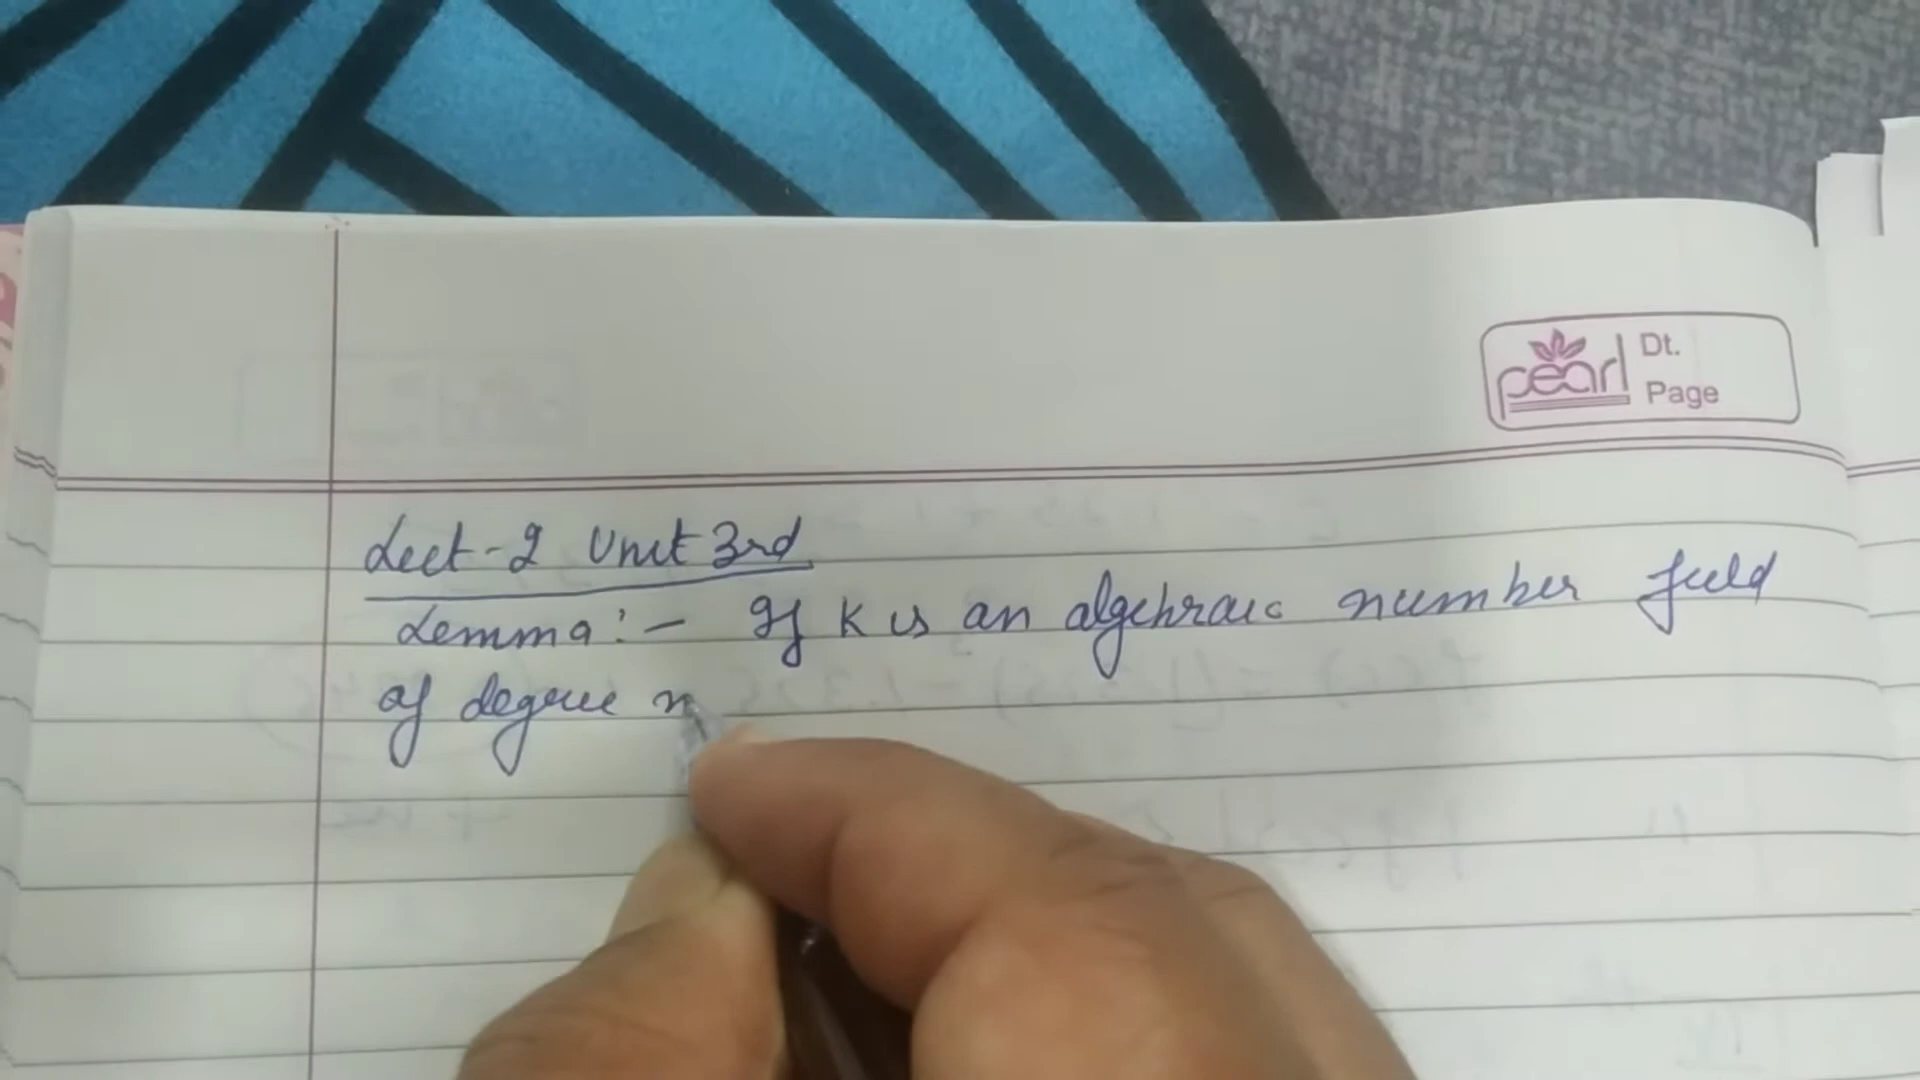 pearl Dt.
Page
Lect-2 Unit 3rd
Lemma:- If K is an algebraic number field
of degree n